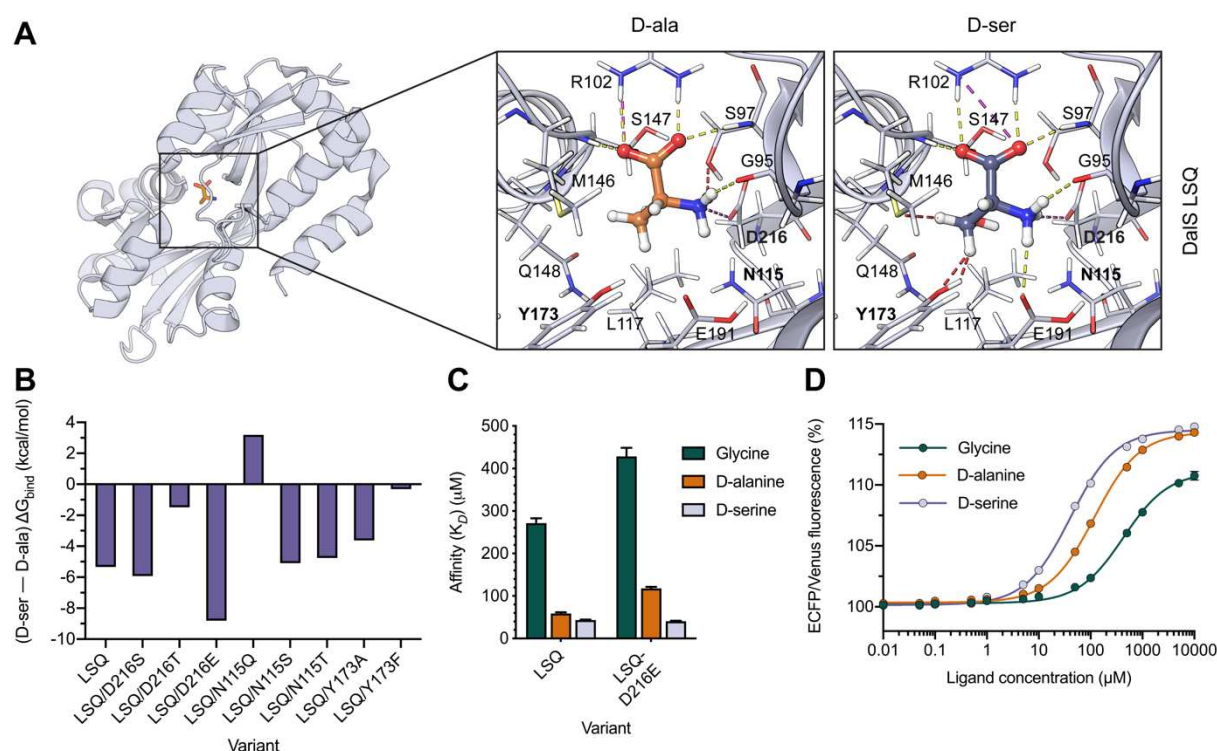 A
D-ala
D-ser
R102
S147
S97
G95
M146
D216
Q148
N115
Y173
L117
E191
R102
S147
S97
G95
M146
D216
Q148
N115
Y173
L117
E191
DalS LSQ
B
(D-ser — D-ala) ΔGbind (kcal/mol)
4
2
0
-2
-4
-6
-8
-10
LSQ
LSQ/D216S
LSQ/D216T
LSQ/D216E
LSQ/N115Q
LSQ/N115S
LSQ/N115T
LSQ/Y173A
LSQ/Y173F
Variant
C
Affinity (KD) (μM)
500
400
300
200
100
0
Glycine
D-alanine
D-serine
LSQ
LSQ-
D216E
Variant
D
ECFP/Venus fluorescence (%)
115
110
105
100
Glycine
D-alanine
D-serine
0.01
0.1
1
10
100
1000
10000
Ligand concentration (μM)